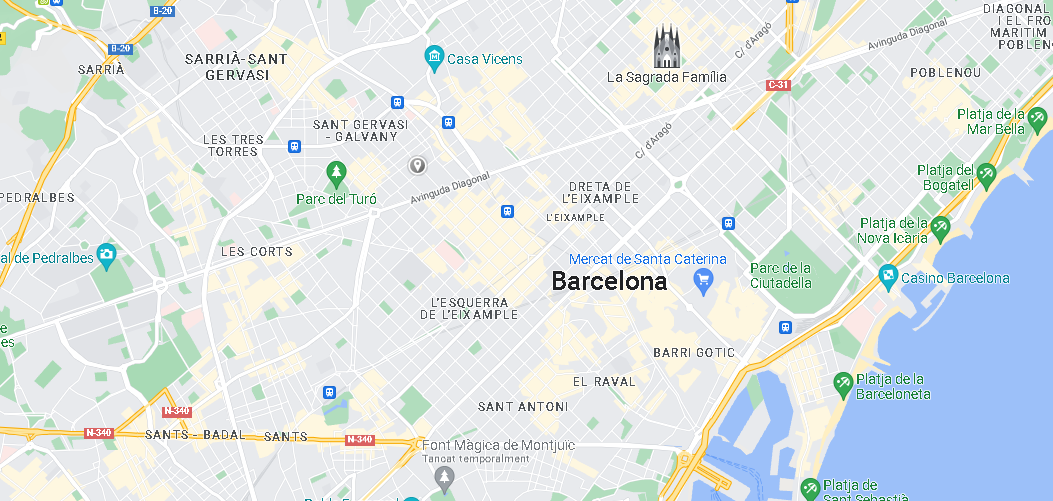 B-20
DIAGONAL
I EL FRO
MARITIM
POBLEN
C/ d'Aragó
Avinguda Diagonal
B-20
SARRIÀ
SARRIÀ-SANT
GERVASI
Casa Vicens
La Sagrada Família
C-31
POBLENOU
Platja de la
Mar Bella
SANT GERVASI
- GALVANY
LES TRES
TORRES
C/ d'Aragó
Platja del
Bogatell
PEDRALBES
Parc del Turó
Avinguda Diagonal
DRETA DE
L'EIXAMPLE
L'EIXAMPLE
Platja de la
Nova Icària
LES CORTS
al de Pedralbes
Mercat de Santa Caterina
Barcelona
Parc de la
Ciutadella
Casino Barcelona
L'ESQUERRA
DE L'EIXAMPLE
e
es
BARRI GOTIC
EL RAVAL
Platja de la
Barceloneta
SANT ANTONI
N-340
N-340
SANTS - BADAL
SANTS
N-340
Font Màgica de Montjuïc
Tancat temporalment
Platja de
Sant Sebastià